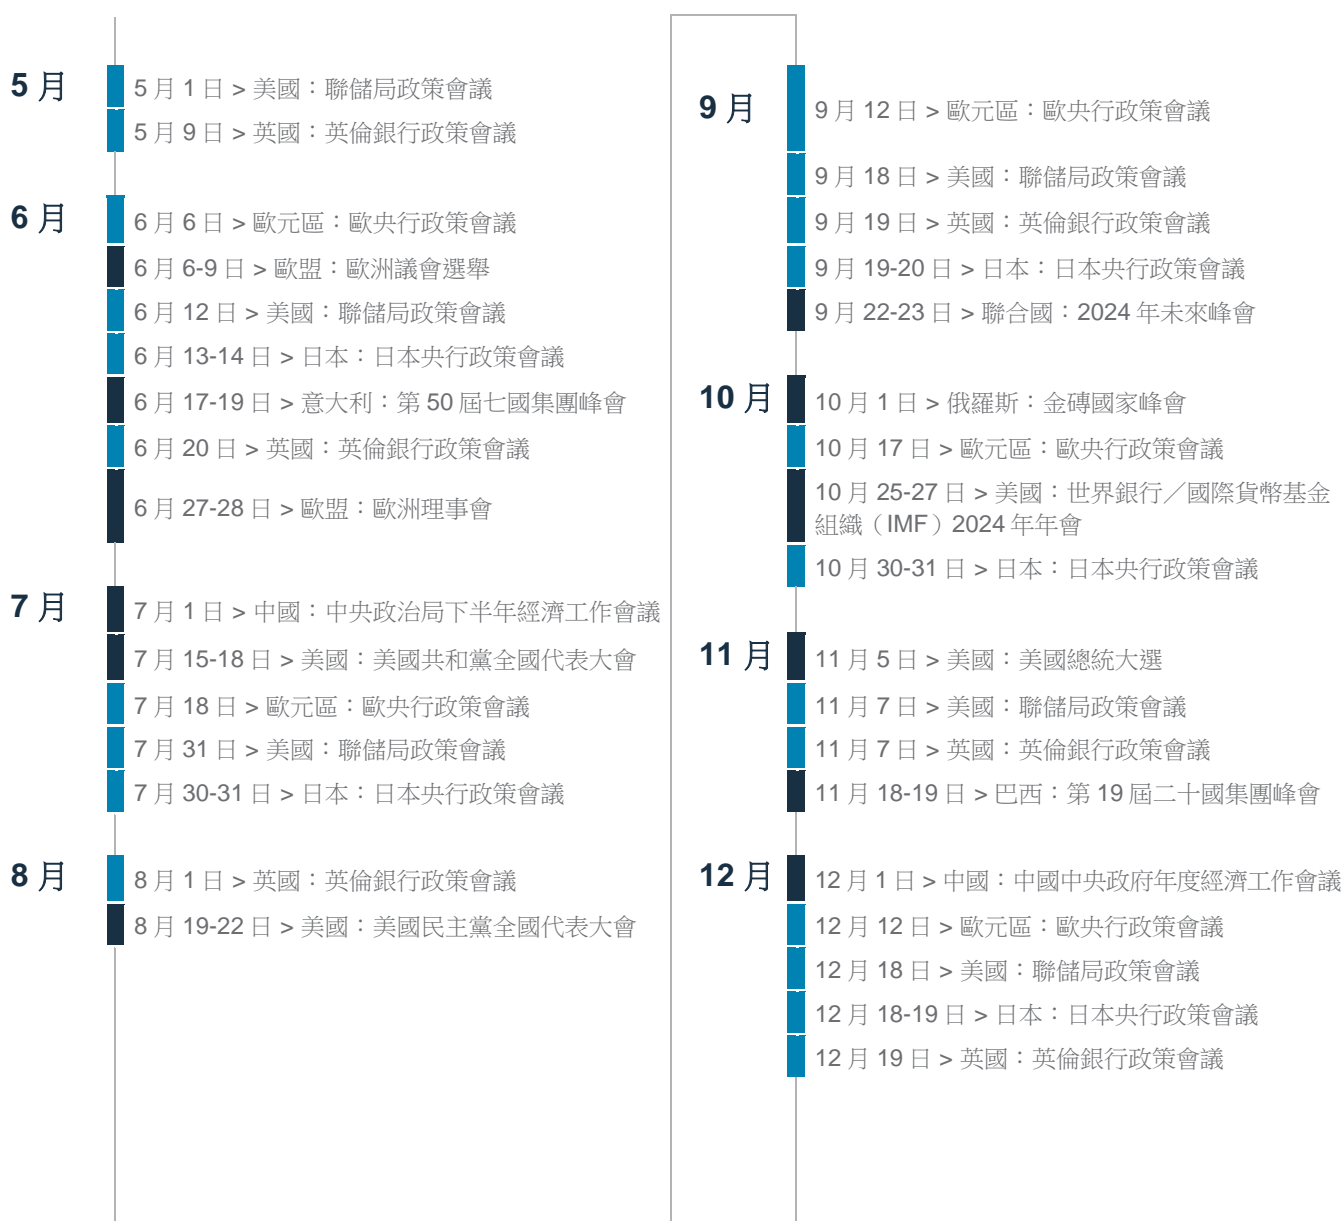 5 月
5 月 1 日 > 美國：聯儲局政策會議
5 月 9 日 > 英國：英倫銀行政策會議
6 月
6 月 6 日 > 歐元區：歐央行政策會議
6 月 6-9 日 > 歐盟：歐洲議會選舉
6 月 12 日 > 美國：聯儲局政策會議
6 月 13-14 日 > 日本：日本央行政策會議
6 月 17-19 日 > 意大利：第 50 屆七國集團峰會
6 月 20 日 > 英國：英倫銀行政策會議
6 月 27-28 日 > 歐盟：歐洲理事會
7 月
7 月 1 日 > 中國：中央政治局下半年經濟工作會議
7 月 15-18 日 > 美國：美國共和黨全國代表大會
7 月 18 日 > 歐元區：歐央行政策會議
7 月 31 日 > 美國：聯儲局政策會議
7 月 30-31 日 > 日本：日本央行政策會議
8 月
8 月 1 日 > 英國：英倫銀行政策會議
8 月 19-22 日 > 美國：美國民主黨全國代表大會
9 月
9 月 12 日 > 歐元區：歐央行政策會議
9 月 18 日 > 美國：聯儲局政策會議
9 月 19 日 > 英國：英倫銀行政策會議
9 月 19-20 日 > 日本：日本央行政策會議
9 月 22-23 日 > 聯合國：2024 年未來峰會
10 月
10 月 1 日 > 俄羅斯：金磚國家峰會
10 月 17 日 > 歐元區：歐央行政策會議
10 月 25-27 日 > 美國：世界銀行／國際貨幣基金
組織（IMF）2024 年年會
10 月 30-31 日 > 日本：日本央行政策會議
11 月
11 月 5 日 > 美國：美國總統大選
11 月 7 日 > 美國：聯儲局政策會議
11 月 7 日 > 英國：英倫銀行政策會議
11 月 18-19 日 > 巴西：第 19 屆二十國集團峰會
12 月
12 月 1 日 > 中國：中國中央政府年度經濟工作會議
12 月 12 日 > 歐元區：歐央行政策會議
12 月 18 日 > 美國：聯儲局政策會議
12 月 18-19 日 > 日本：日本央行政策會議
12 月 19 日 > 英國：英倫銀行政策會議